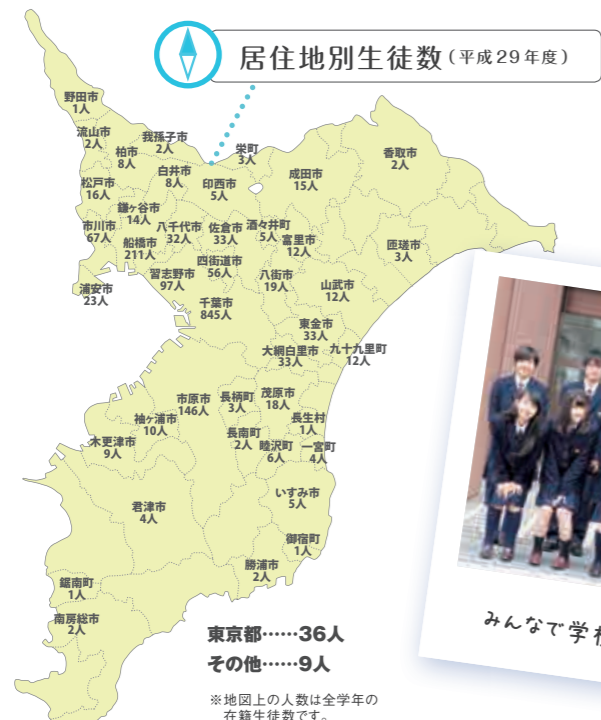 居住地別生徒数(平成29年度)
野田市
1人
流山市
2人
柏市
8人
我孫子市
2人
栄町
3人
成田市
15人
香取市
2人
松戸市
16人
白井市
8人
印西市
5人
鎌ヶ谷市
14人
市川市
67人
船橋市
211人
八千代市
32人
佐倉市
33人
酒々井町
5人
富里市
12人
匝瑳市
3人
浦安市
23人
習志野市
97人
四街道市
56人
八街市
19人
山武市
12人
千葉市
845人
東金市
33人
大網白里市
33人
九十九里町
12人
市原市
146人
長柄町
3人
茂原市
18人
袖ヶ浦市
10人
長生村
1人
木更津市
9人
長南町
2人
睦沢町
6人
一宮町
4人
君津市
4人
いすみ市
5人
御宿町
1人
勝浦市
2人
鋸南町
1人
南房総市
2人
東京都……36人
その他……9人
※地図上の人数は全学年の
在籍生徒数です。
みんなで学校